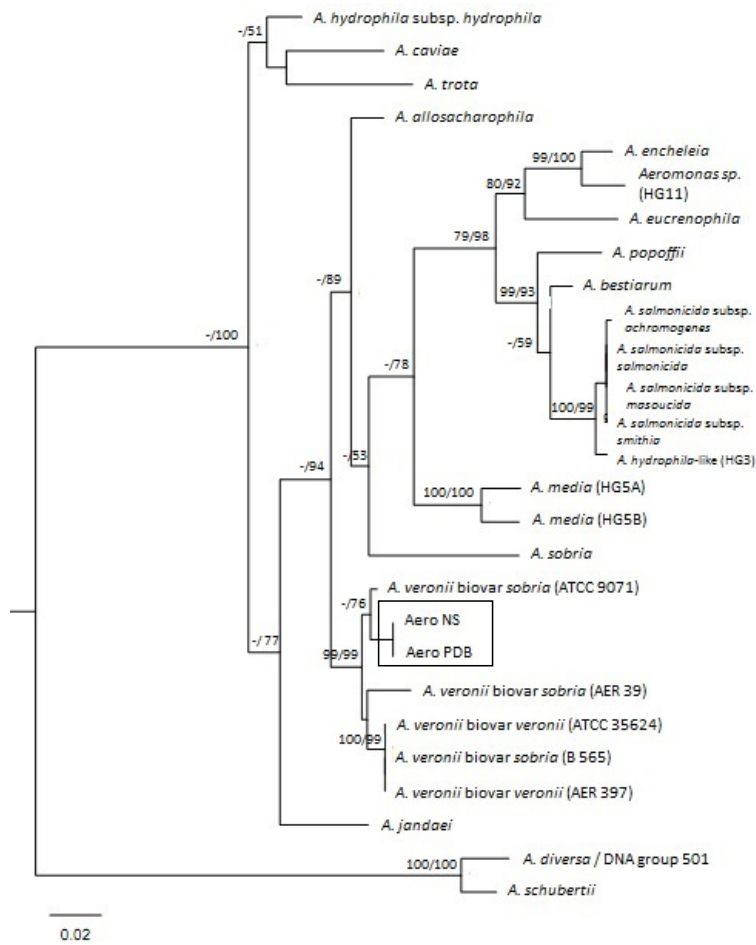 -/51
A. hydrophila subsp. hydrophila
A. caviae
A. trota
A. allosacharophila
99/100
A. encheleia
Aeromonas sp.
(HG11)
80/92
A. eucrenophila
79/98
A. popoffii
99/93
A. bestiarum
-/89
A. salmonicida subsp.
achromogenes
-/100
-/59
A. salmonicida subsp.
salmonicida
-/78
A. salmonicida subsp.
masoucida
100/99
A. salmonicida subsp.
smithia
-/53
A. hydrophila-like (HG3)
-/94
100/100
A. media (HG5A)
A. media (HG5B)
A. sobria
A. veronii biovar sobria (ATCC 9071)
-/76
Aero NS
-/77
99/99
Aero PDB
A. veronii biovar sobria (AER 39)
A. veronii biovar veronii (ATCC 35624)
100/99
A. veronii biovar sobria (B 565)
A. veronii biovar veronii (AER 397)
A. jandaei
100/100
A. diversa / DNA group 501
A. schubertii
0.02